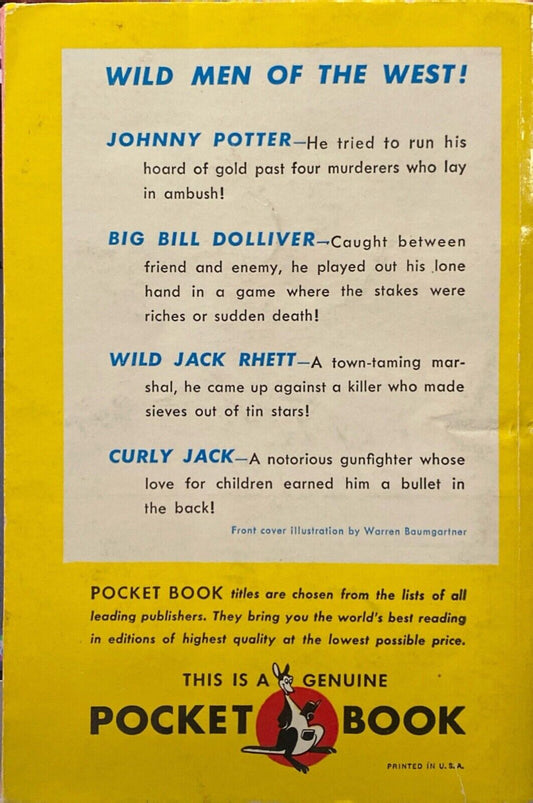 WILD MEN OF THE WEST!
JOHNNY POTTER—He tried to run his
hoard of gold past four murderers who lay
in ambush!
BIG BILL DOLLIVER—Caught between
friend and enemy, he played out his lone
hand in a game where the stakes were
riches or sudden death!
WILD JACK RHETT—A town-taming mar-
shal, he came up against a killer who made
sieves out of tin stars!
CURLY JACK—A notorious gunfighter whose
love for children earned him a bullet in
the back!
Front cover illustration by Warren Baumgartner
POCKET BOOK titles are chosen from the lists of all
leading publishers. They bring you the world's best reading
in editions of highest quality at the lowest possible price.
THIS IS A GENUINE
POCKET BOOK
PRINTED IN U.S.A.